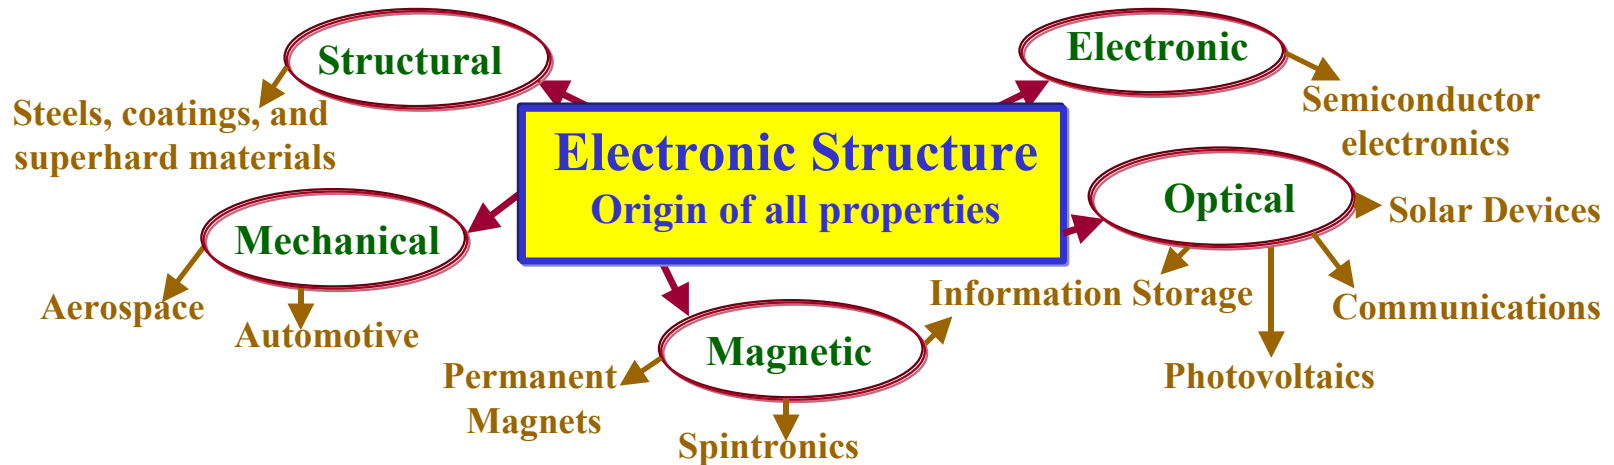 Structural
Electronic
Steels, coatings, and
superhard materials
Semiconductor
electronics
Electronic Structure
Origin of all properties
Optical
Solar Devices
Mechanical
Aerospace
Automotive
Information Storage
Communications
Magnetic
Permanent
Magnets
Photovoltaics
Spintronics